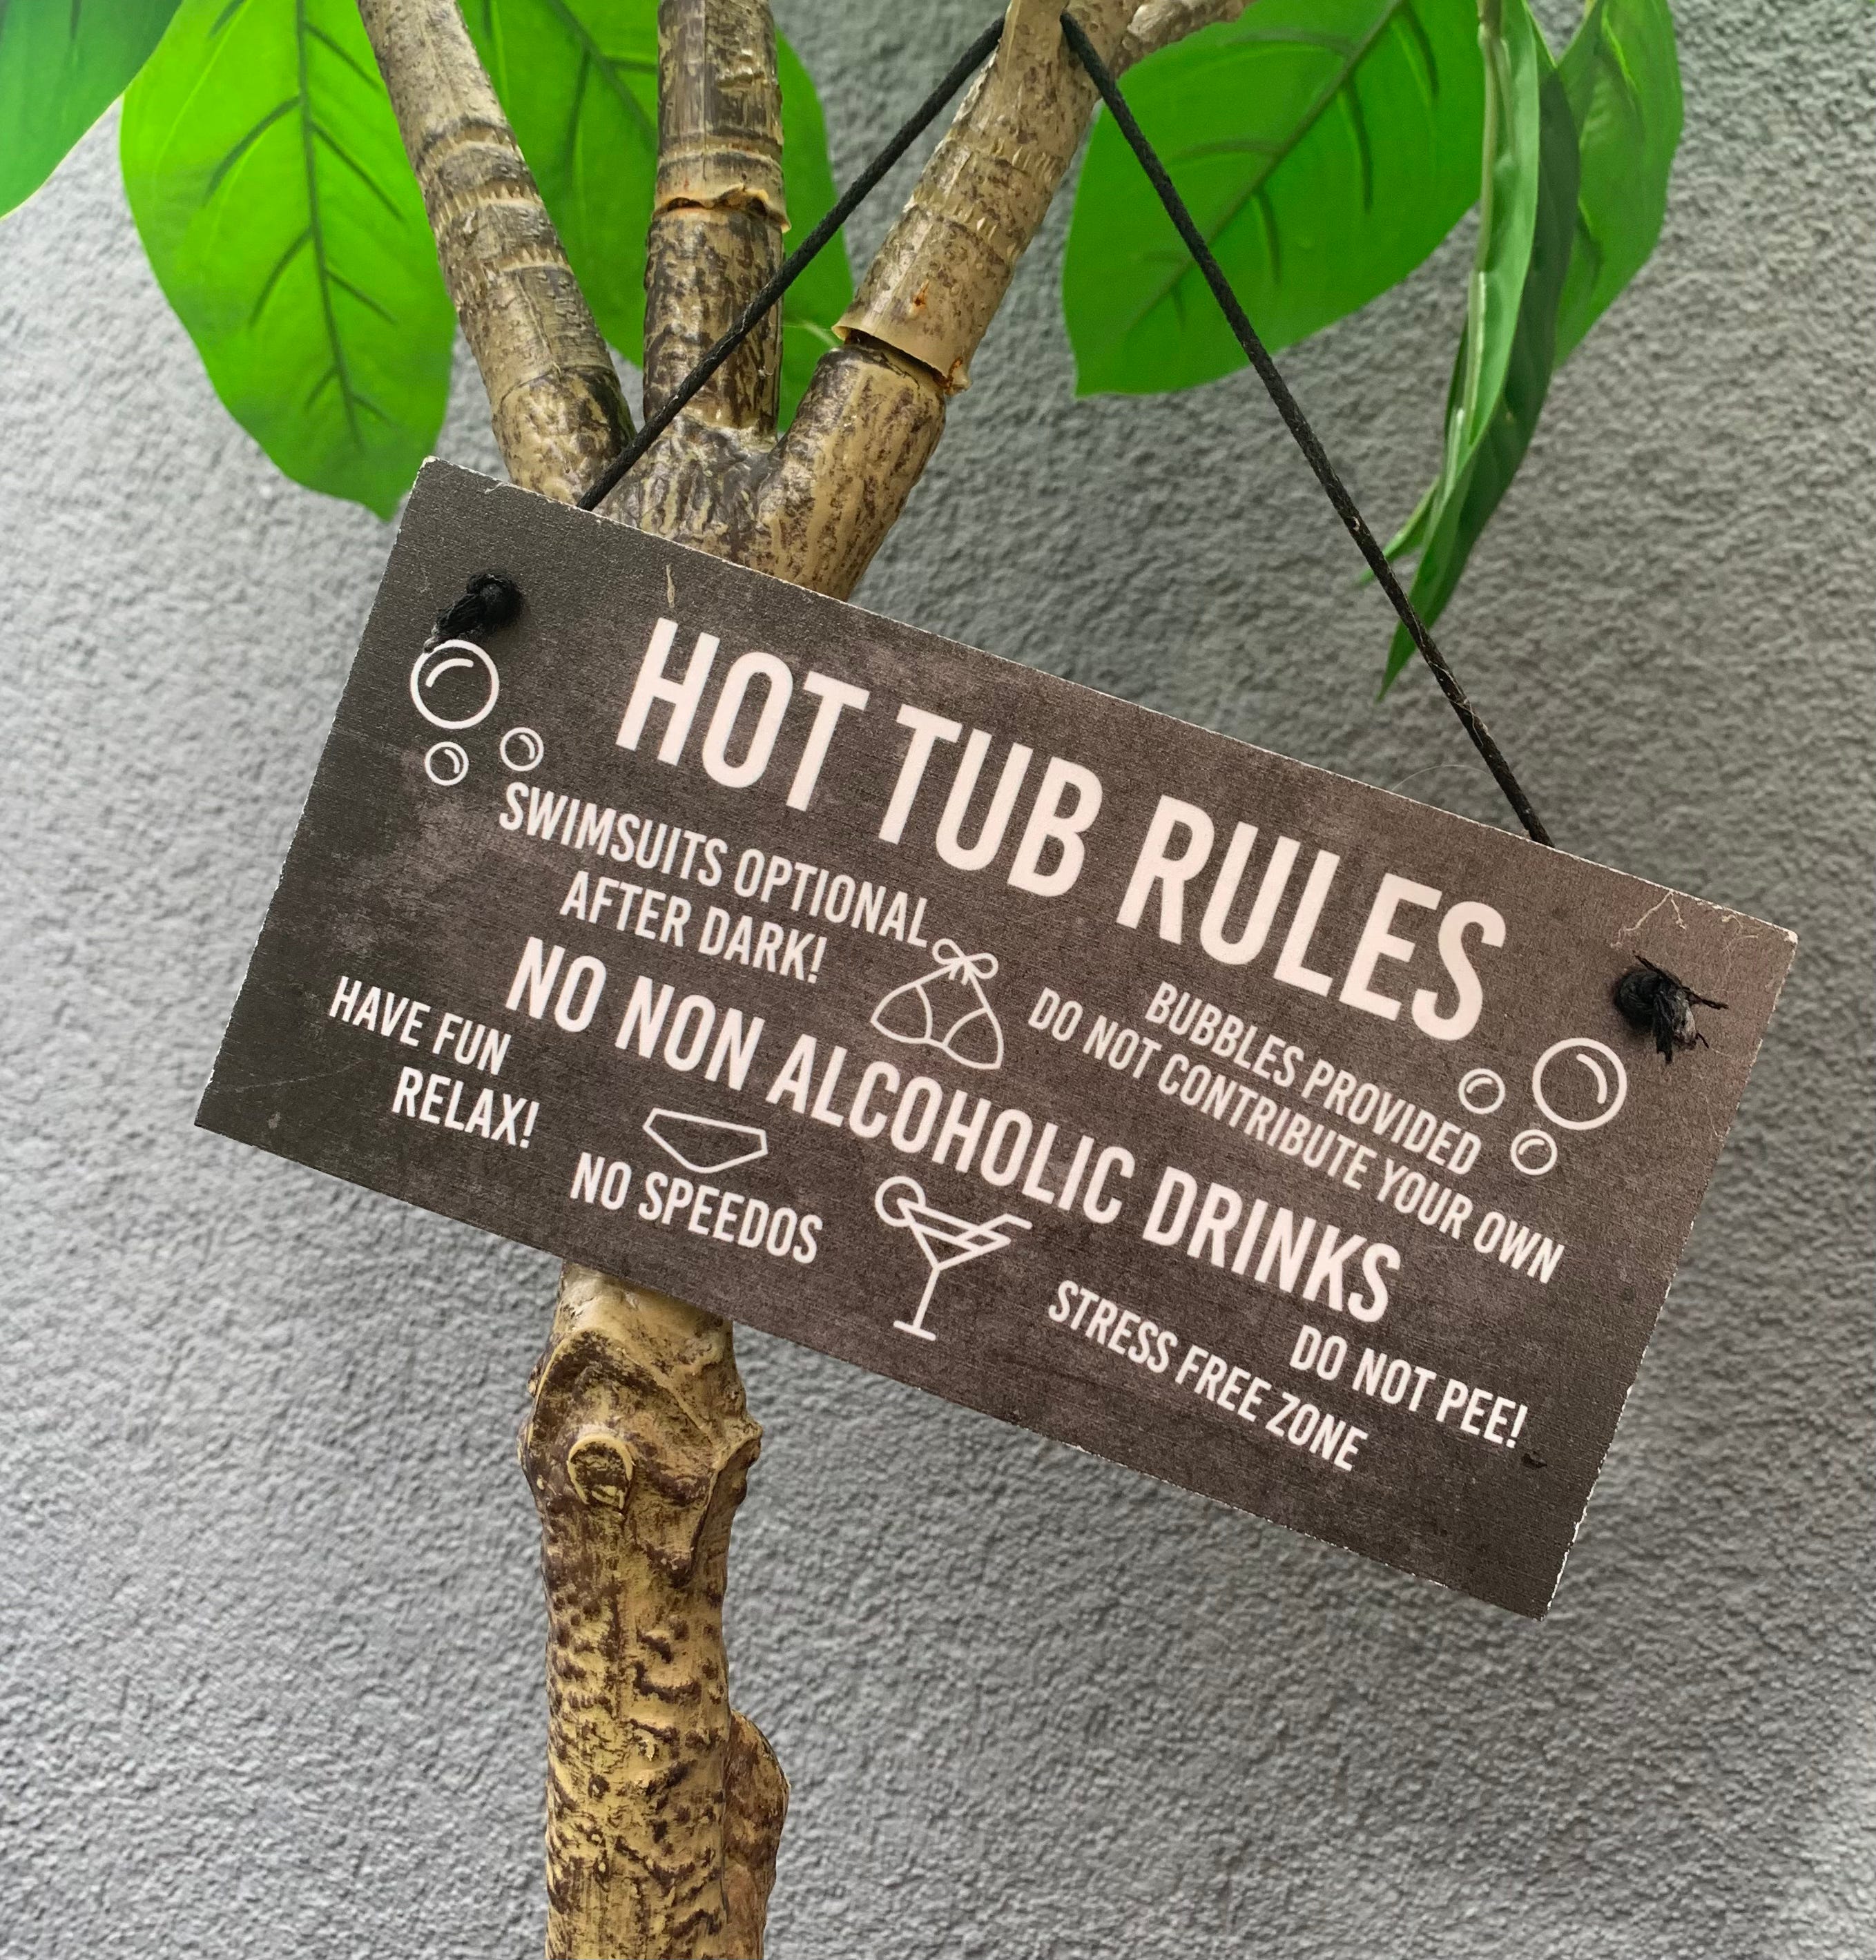 HOT TUB RULES
SWIMSUITS OPTIONAL
AFTER DARK!
BUBBLES PROVIDED
DO NOT CONTRIBUTE YOUR OWN
NO NON ALCOHOLIC DRINKS
HAVE FUN
RELAX!
NO SPEEDOS
STRESS FREE ZONE
DO NOT PEE!